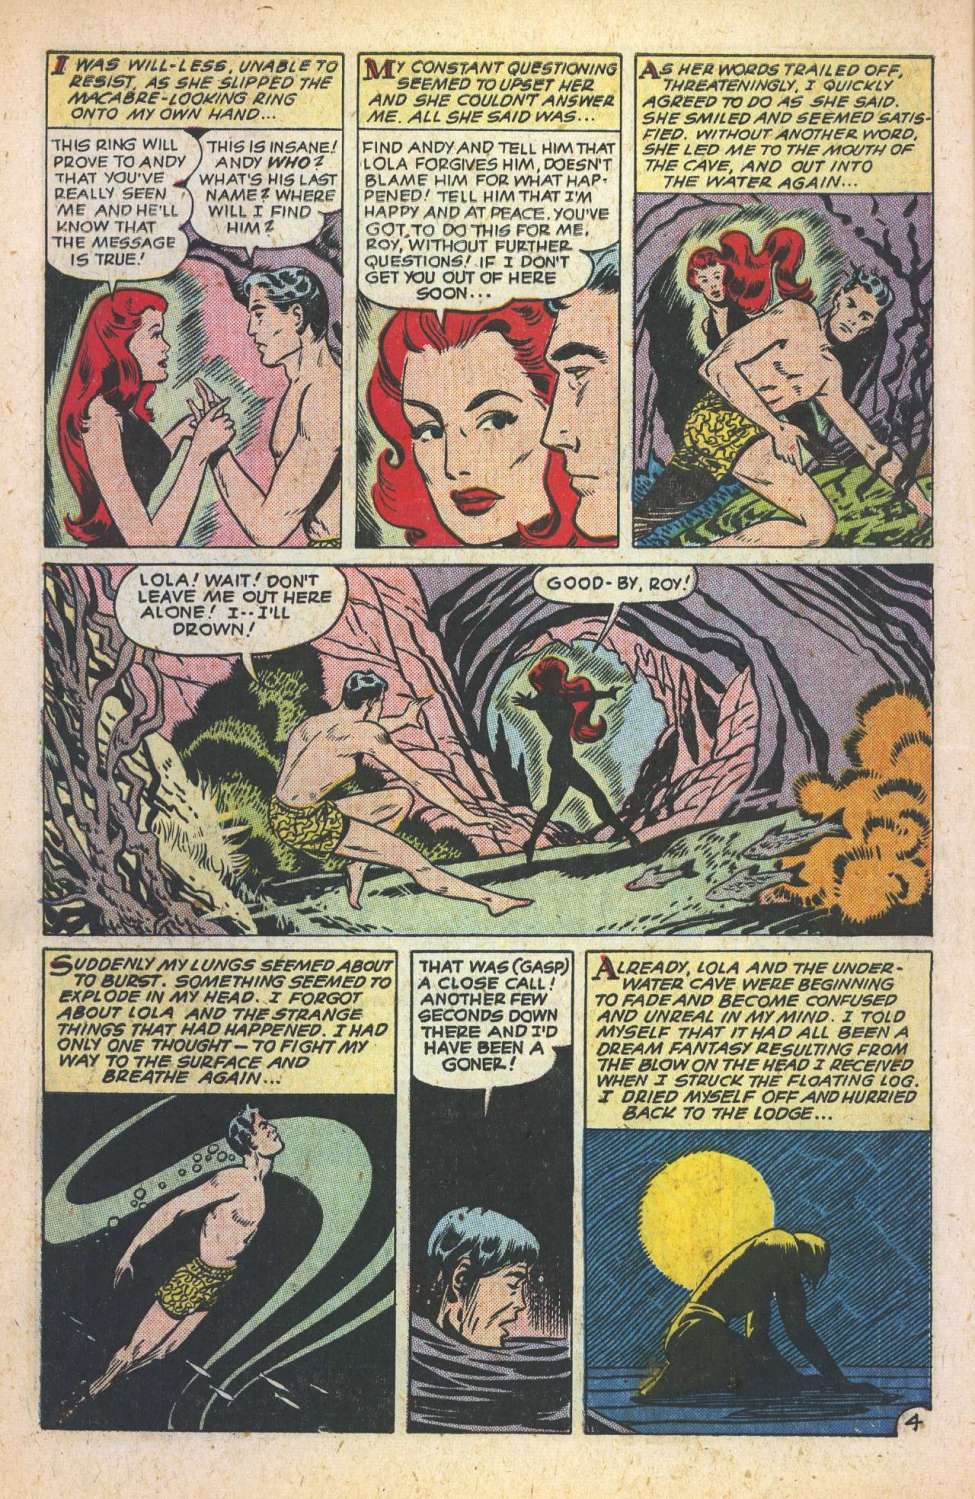 I WAS WILL-LESS, UNABLE TO
RESIST, AS SHE SLIPPED THE
MACABRE-LOOKING RING
ONTO MY OWN HAND...
THIS RING WILL
PROVE TO ANDY
THAT YOU'VE
REALLY SEEN
ME AND HE'LL
KNOW THAT
THE MESSAGE
IS TRUE!
THIS IS INSANE!
ANDY WHO?
WHAT'S HIS LAST
NAME? WHERE
WILL I FIND
HIM?
MY CONSTANT QUESTIONING
SEEMED TO UPSET HER
AND SHE COULDN'T ANSWER
ME. ALL SHE SAID WAS...
FIND ANDY AND TELL HIM THAT
LOLA FORGIVES HIM, DOESN'T
BLAME HIM FOR WHAT HAP-
PENED! TELL HIM THAT I'M
HAPPY AND AT PEACE. YOU'VE
GOT TO DO THIS FOR ME,
ROY, WITHOUT FURTHER
QUESTIONS! IF I DON'T
GET YOU OUT OF HERE
SOON...
AS HER WORDS TRAILED OFF,
THREATENINGLY, I QUICKLY
AGREED TO DO AS SHE SAID.
SHE SMILED AND SEEMED SATIS-
FIED. WITHOUT ANOTHER WORD,
SHE LED ME TO THE MOUTH OF
THE CAVE, AND OUT INTO
THE WATER AGAIN...
LOLA! WAIT! DON'T
LEAVE ME OUT HERE
ALONE! I--I'LL
DROWN!
GOOD-BY, ROY!
SUDDENLY MY LUNGS SEEMED ABOUT
TO BURST. SOMETHING SEEMED TO
EXPLODE IN MY HEAD. I FORGOT
ABOUT LOLA AND THE STRANGE
THINGS THAT HAD HAPPENED. I HAD
ONLY ONE THOUGHT—TO FIGHT MY
WAY TO THE SURFACE AND
BREATHE AGAIN...
THAT WAS (GASP)
A CLOSE CALL!
ANOTHER FEW
SECONDS DOWN
THERE AND I'D
HAVE BEEN A
GONER!
ALREADY, LOLA AND THE UNDER-
WATER CAVE WERE BEGINNING
TO FADE AND BECOME CONFUSED
AND UNREAL IN MY MIND. I TOLD
MYSELF THAT IT HAD ALL BEEN A
DREAM FANTASY RESULTING FROM
THE BLOW ON THE HEAD I RECEIVED
WHEN I STRUCK THE FLOATING LOG.
I DRIED MYSELF OFF AND HURRIED
BACK TO THE LODGE...
4